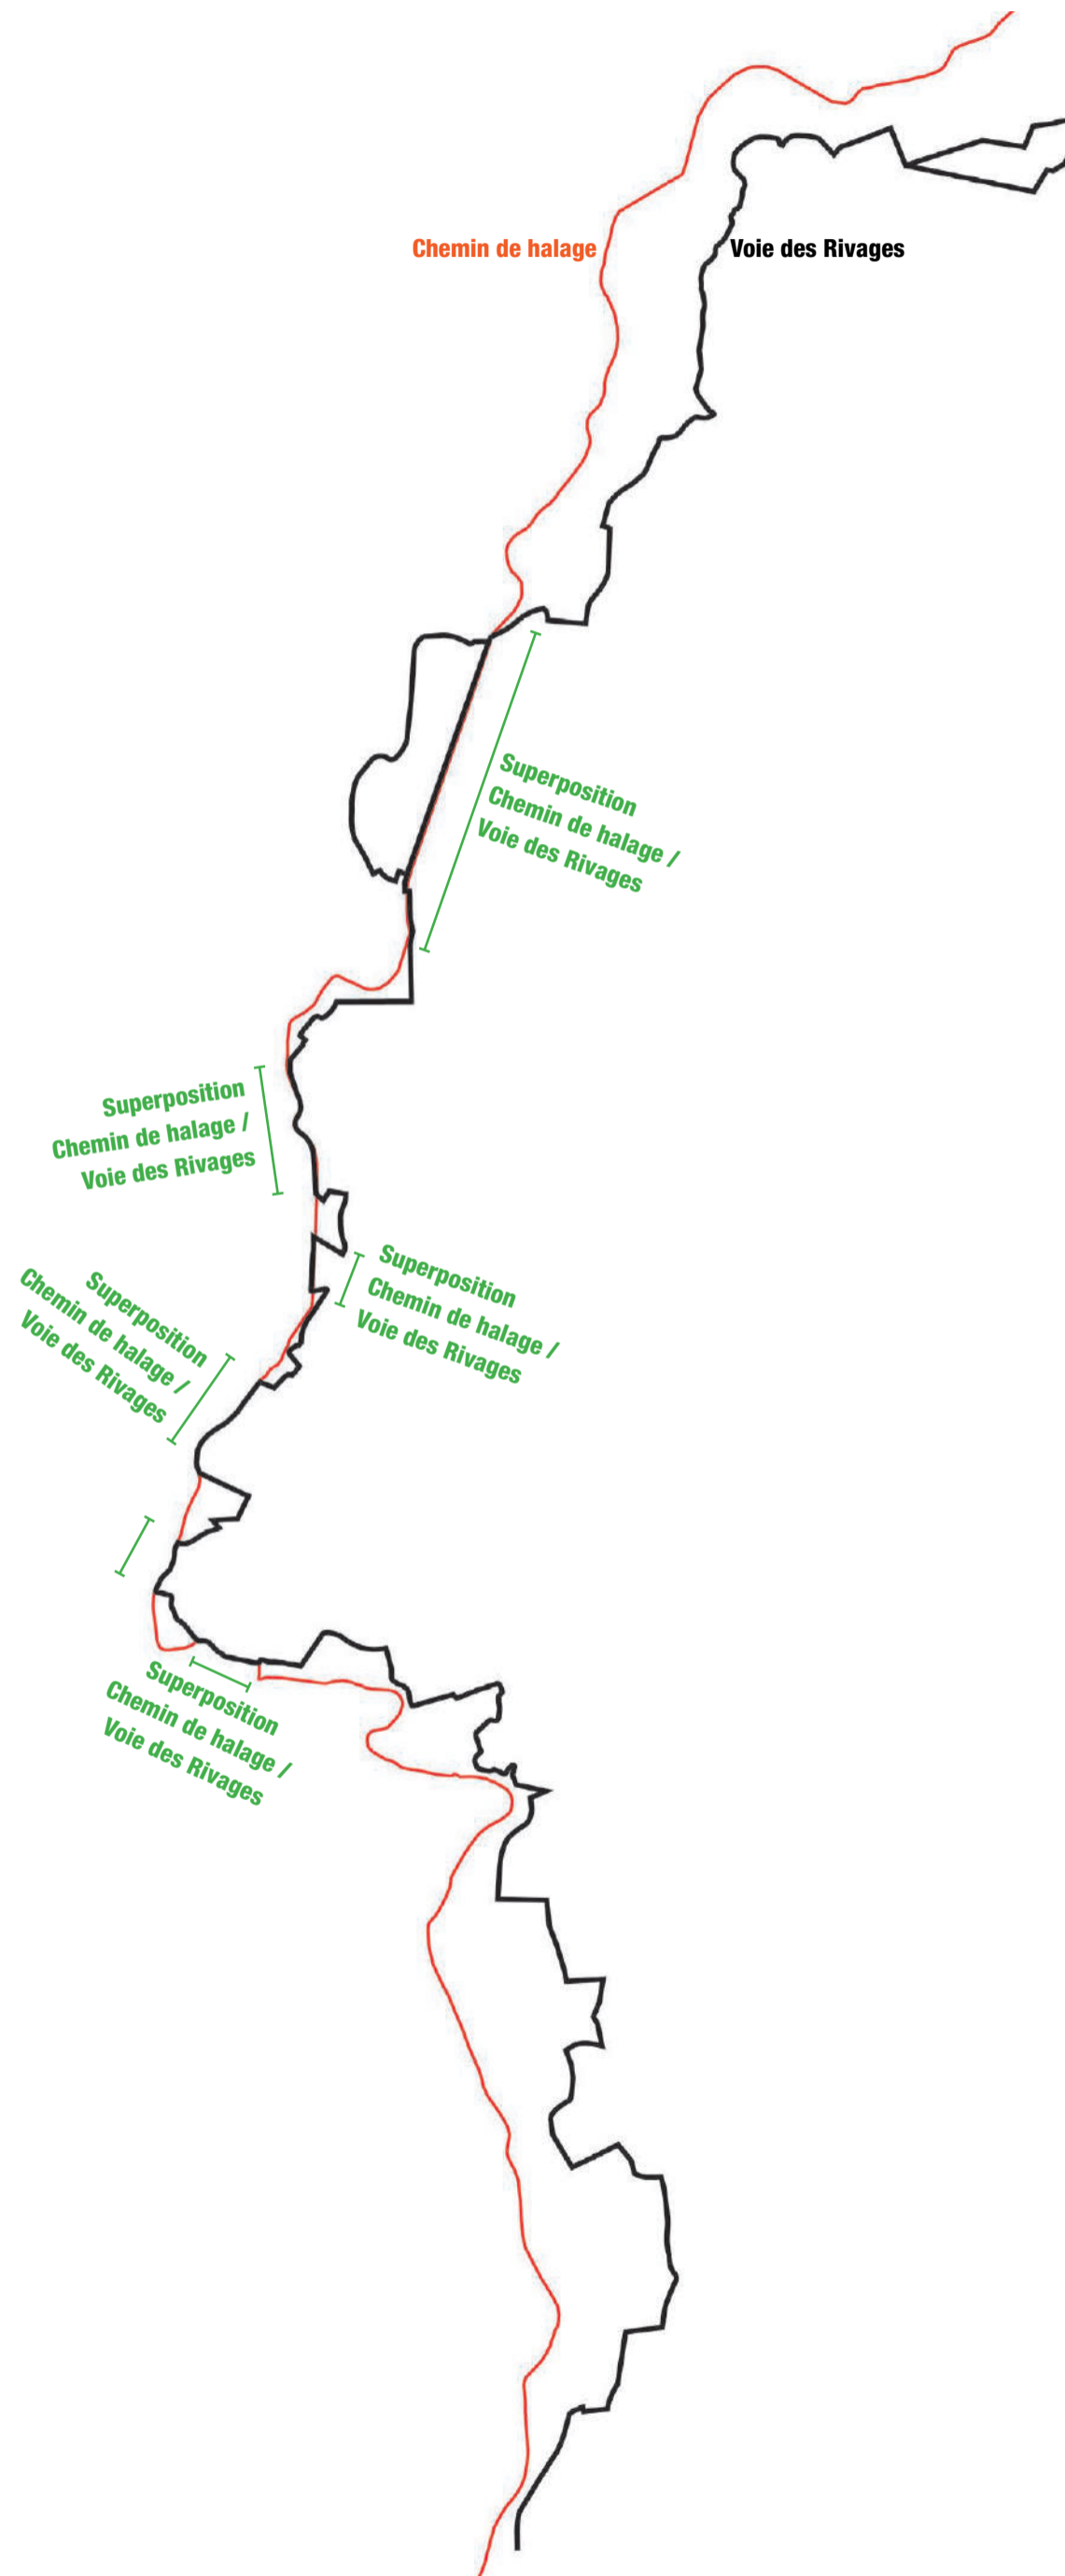 Chemin de halage
Voie des Rivages
Superposition
Chemin de halage /
Voie des Rivages
Superposition
Chemin de halage /
Voie des Rivages
Superposition
Chemin de halage /
Voie des Rivages
Superposition
Chemin de halage /
Voie des Rivages
Superposition
Chemin de halage /
Voie des Rivages